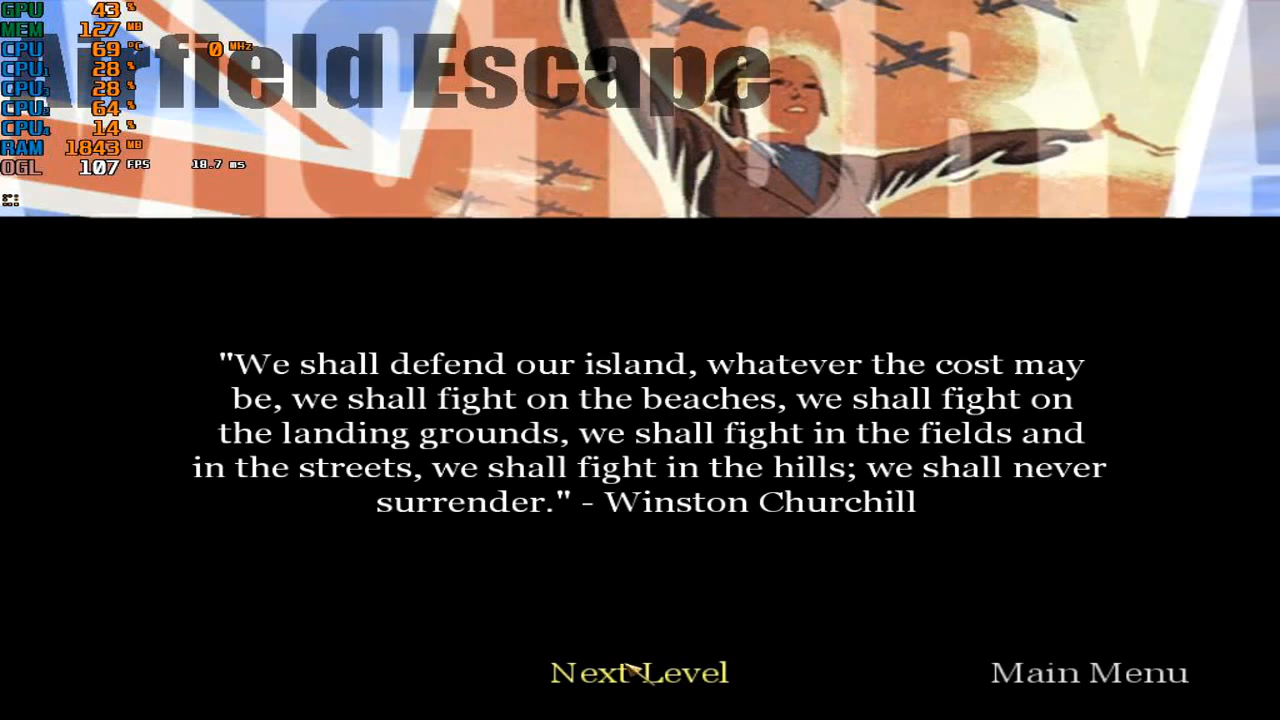 GPU 43 %
MEM 127 MB
CPU 69 °C 0 MHz
CPU1 28 %
CPU2 28 %
CPU3 64 %
CPU4 14 %
RAM 1843 MB
OGL 107 FPS 18.7 ms
Airfield Escape
VICTORY
"We shall defend our island, whatever the cost may
be, we shall fight on the beaches, we shall fight on
the landing grounds, we shall fight in the fields and
in the streets, we shall fight in the hills; we shall never
surrender." - Winston Churchill
Next Level
Main Menu